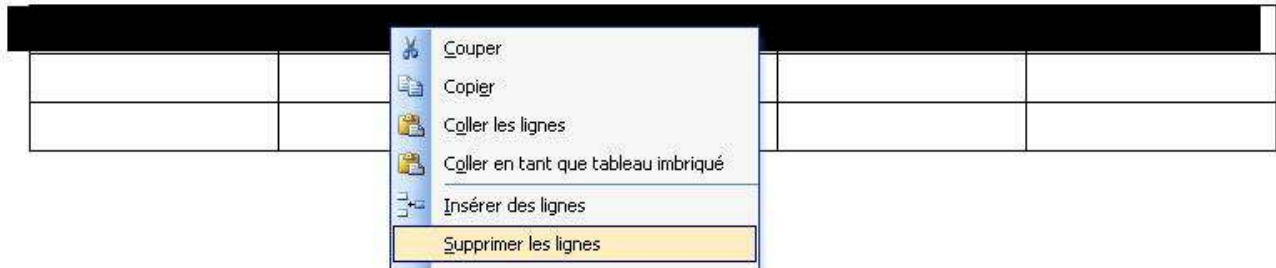 Couper
Copier
Coller les lignes
Coller en tant que tableau imbriqué
Insérer des lignes
Supprimer les lignes